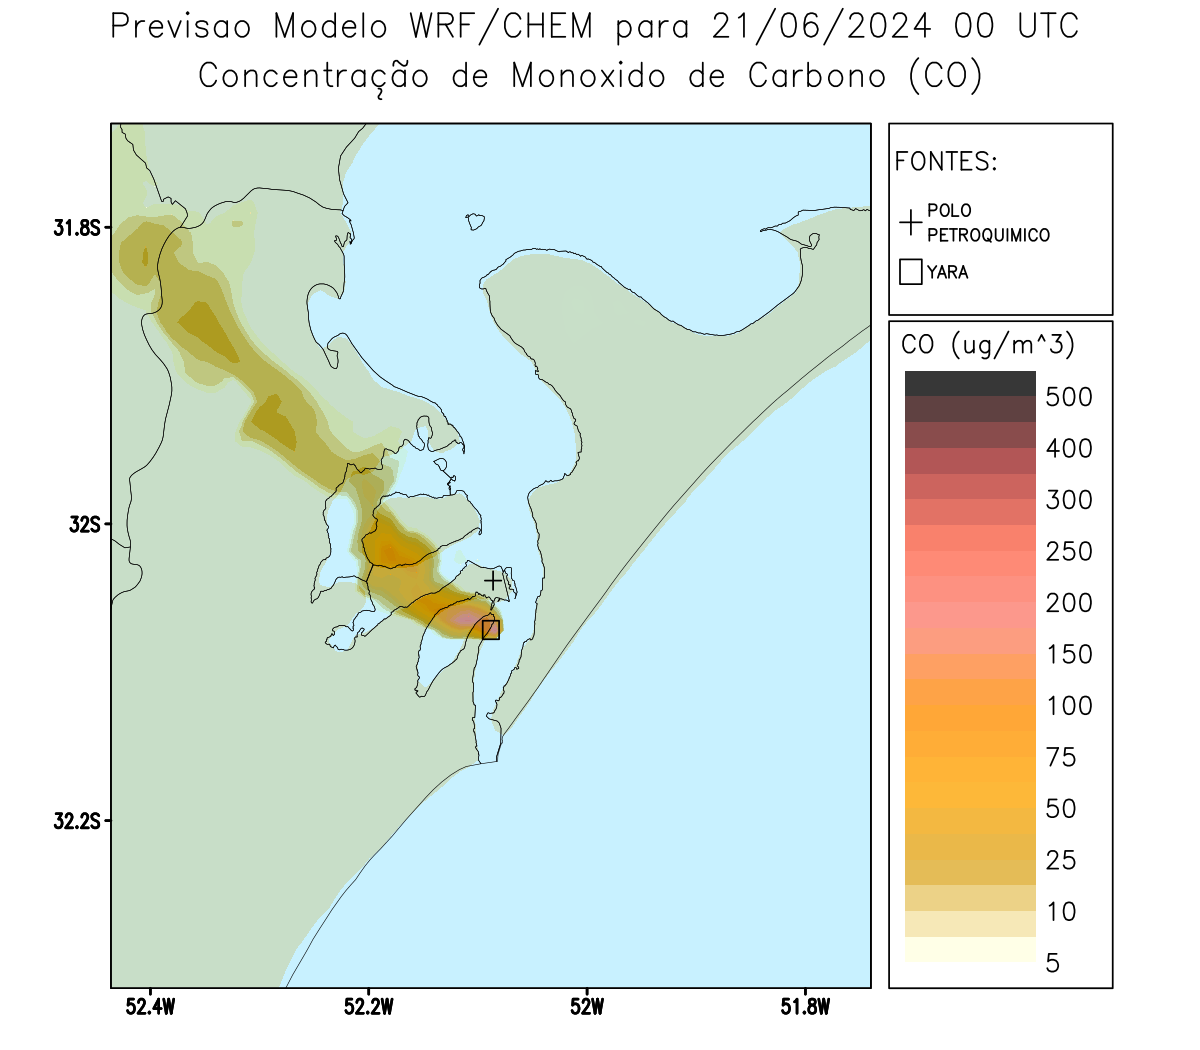 Previsao Modelo WRF/CHEM para 21/06/2024 00 UTC
Concentração de Monoxido de Carbono (CO)
FONTES:
POLO
PETROQUIMICO
YARA
CO (ug/m^3)
500
400
300
250
200
150
100
75
50
25
10
5
31.8S
32S
32.2S
52.4W
52.2W
52W
51.8W